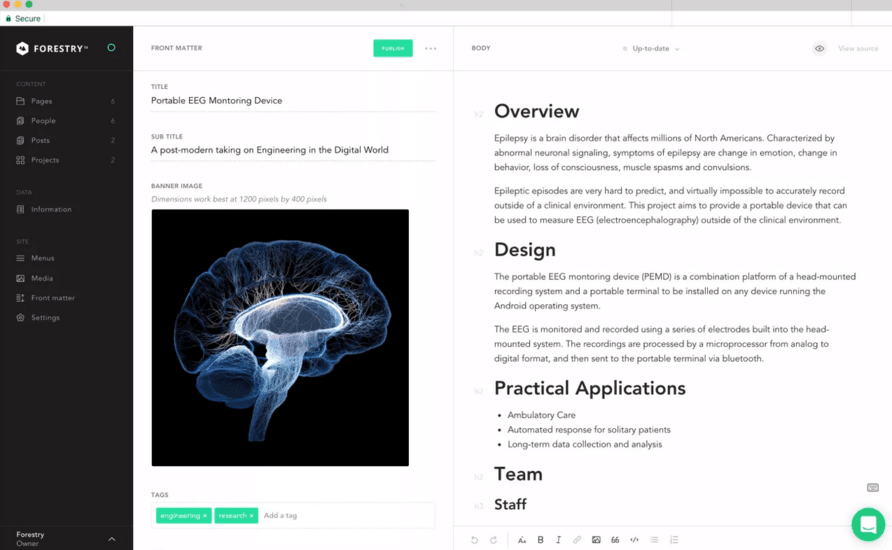 Secure
FORESTRY™
CONTENT
Pages 6
People 6
Posts 2
Projects 2
DATA
Information
SITE
Menus
Media
Front matter
Settings
Forestry
Owner
FRONT MATTER
PUBLISH
TITLE
Portable EEG Montoring Device
SUB TITLE
A post-modern taking on Engineering in the Digital World
BANNER IMAGE
Dimensions work best at 1200 pixels by 400 pixels
TAGS
engineering × research × Add a tag
BODY
Up-to-date
View source
H2 Overview
Epilepsy is a brain disorder that affects millions of North Americans. Characterized by
abnormal neuronal signaling, symptoms of epilepsy are change in emotion, change in
behavior, loss of consciousness, muscle spasms and convulsions.
Epileptic episodes are very hard to predict, and virtually impossible to accurately record
outside of a clinical environment. This project aims to provide a portable device that can
be used to measure EEG (electroencephalography) outside of the clinical environment.
H2 Design
The portable EEG montoring device (PEMD) is a combination platform of a head-mounted
recording system and a portable terminal to be installed on any device running the
Android operating system.
The EEG is monitored and recorded using a series of electrodes built into the head-
mounted system. The recordings are processed by a microprocessor from analog to
digital format, and then sent to the portable terminal via bluetooth.
H2 Practical Applications
• Ambulatory Care
• Automated response for solitary patients
• Long-term data collection and analysis
H2 Team
H3 Staff